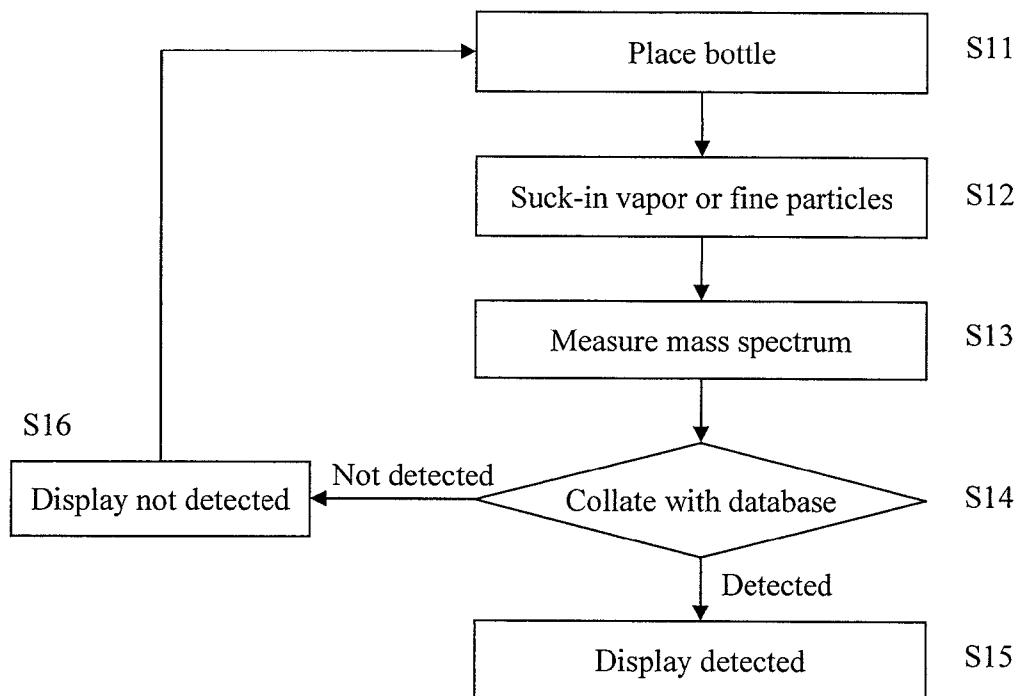 Place bottle
S11
Suck-in vapor or fine particles
S12
Measure mass spectrum
S13
S16
Display not detected
Not detected
Collate with database
S14
Detected
Display detected
S15